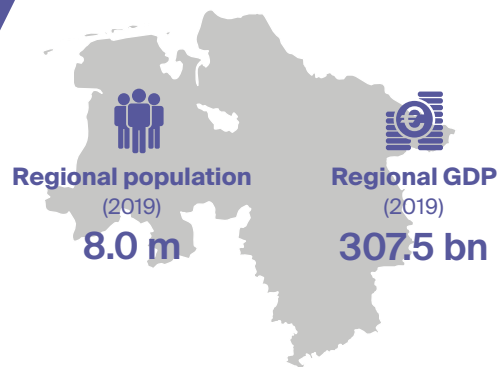 Regional population
(2019)
8.0 m
€
Regional GDP
(2019)
307.5 bn